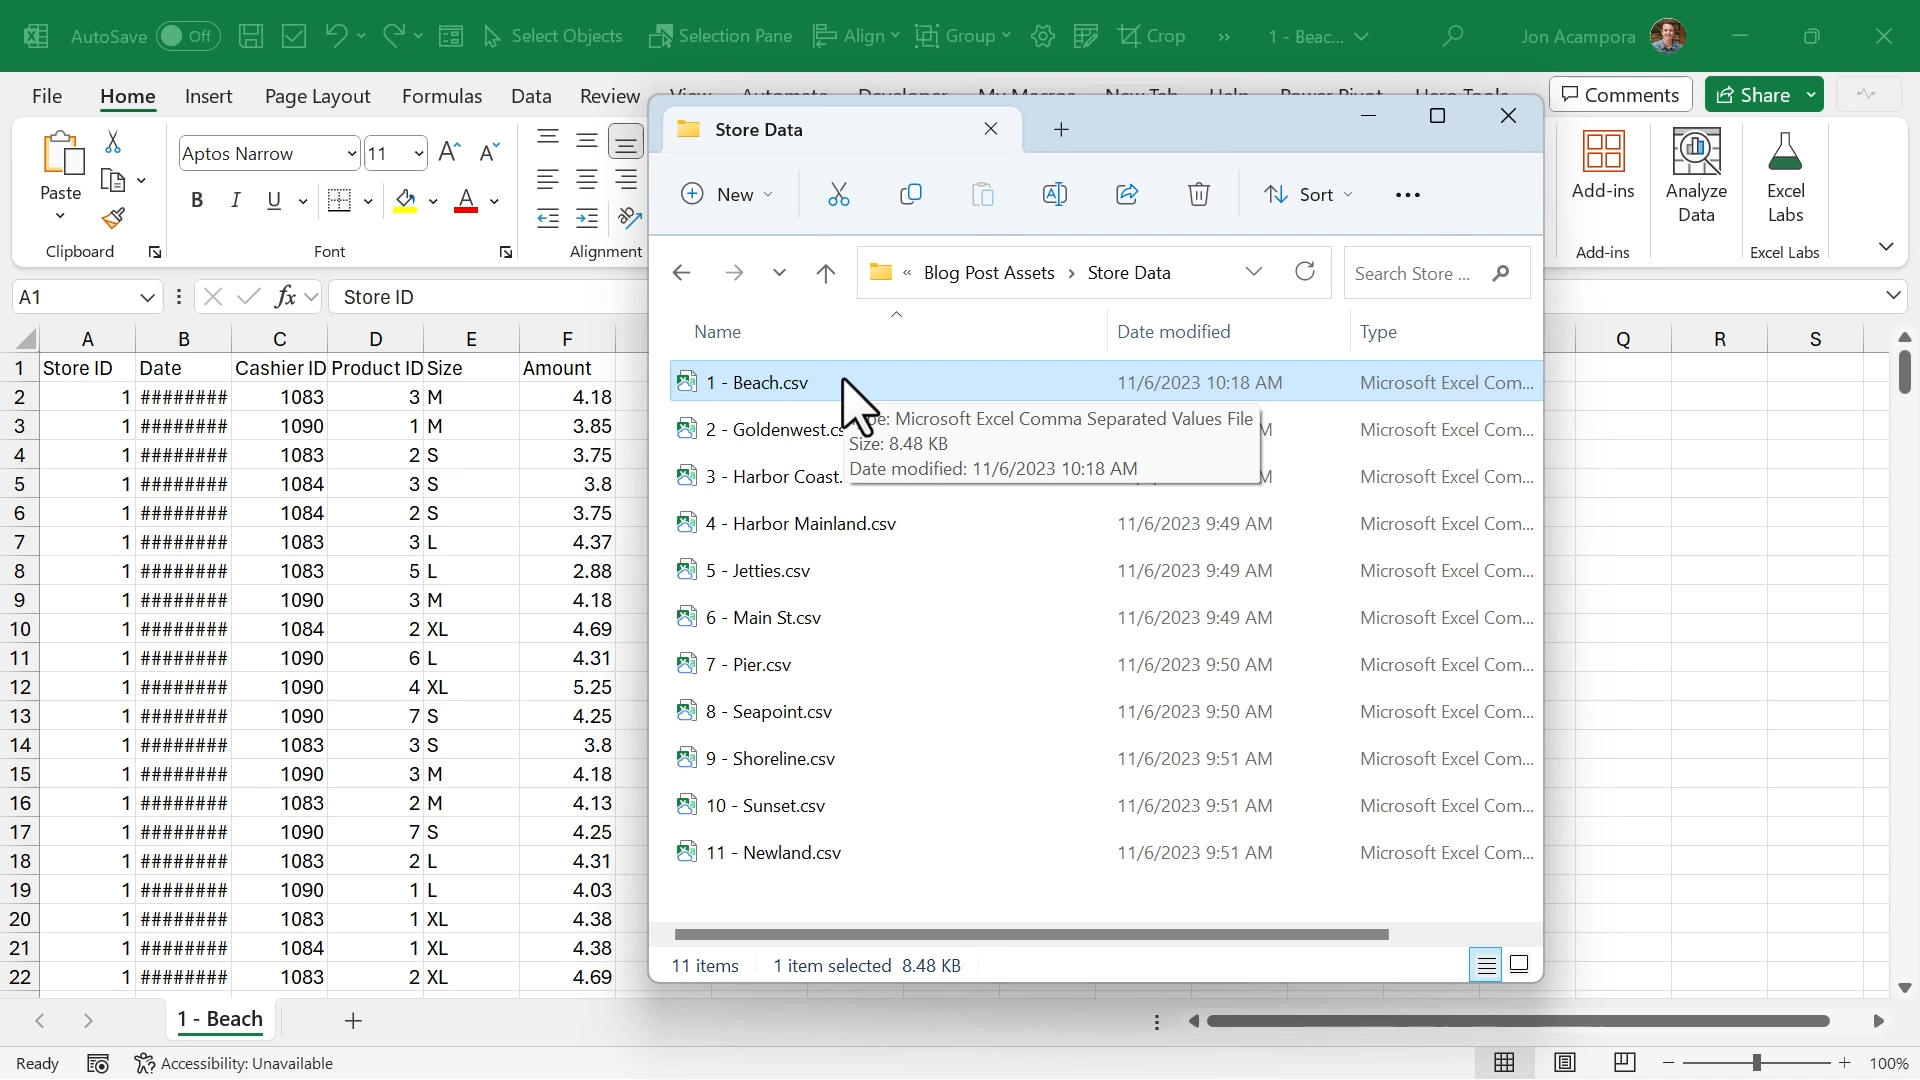 AutoSave Off Select Objects Selection Pane Align Group Crop » 1 - Beac... Jon Acampora
File Home Insert Page Layout Formulas Data Review View Automate Developer My Macros New Tab Help Power Pivot Hero Tools Comments Share
Paste
Clipboard
Aptos Narrow 11
B I U A
Font
Alignment
Add-ins
Add-ins
Analyze
Data
Excel
Labs
Excel Labs
A1 fx Store ID
A B C D E F Q R S
1 Store ID Date Cashier ID Product ID Size Amount
2 1 ######## 1083 3 M 4.18
3 1 ######## 1090 1 M 3.85
4 1 ######## 1083 2 S 3.75
5 1 ######## 1084 3 S 3.8
6 1 ######## 1084 2 S 3.75
7 1 ######## 1083 3 L 4.37
8 1 ######## 1083 5 L 2.88
9 1 ######## 1090 3 M 4.18
10 1 ######## 1084 2 XL 4.69
11 1 ######## 1090 6 L 4.31
12 1 ######## 1090 4 XL 5.25
13 1 ######## 1090 7 S 4.25
14 1 ######## 1083 3 S 3.8
15 1 ######## 1090 3 M 4.18
16 1 ######## 1083 2 M 4.13
17 1 ######## 1090 7 S 4.25
18 1 ######## 1083 2 L 4.31
19 1 ######## 1090 1 L 4.03
20 1 ######## 1083 1 XL 4.38
21 1 ######## 1084 1 XL 4.38
22 1 ######## 1083 2 XL 4.69
Store Data
New Sort
« Blog Post Assets > Store Data Search Store ...
Name Date modified Type
1 - Beach.csv 11/6/2023 10:18 AM Microsoft Excel Com...
2 - Goldenwest.cs M Microsoft Excel Com...
3 - Harbor Coast. M Microsoft Excel Com...
4 - Harbor Mainland.csv 11/6/2023 9:49 AM Microsoft Excel Com...
5 - Jetties.csv 11/6/2023 9:49 AM Microsoft Excel Com...
6 - Main St.csv 11/6/2023 9:49 AM Microsoft Excel Com...
7 - Pier.csv 11/6/2023 9:50 AM Microsoft Excel Com...
8 - Seapoint.csv 11/6/2023 9:50 AM Microsoft Excel Com...
9 - Shoreline.csv 11/6/2023 9:51 AM Microsoft Excel Com...
10 - Sunset.csv 11/6/2023 9:51 AM Microsoft Excel Com...
11 - Newland.csv 11/6/2023 9:51 AM Microsoft Excel Com...
pe: Microsoft Excel Comma Separated Values File
Size: 8.48 KB
Date modified: 11/6/2023 10:18 AM
11 items 1 item selected 8.48 KB
1 - Beach
Ready Accessibility: Unavailable 100%